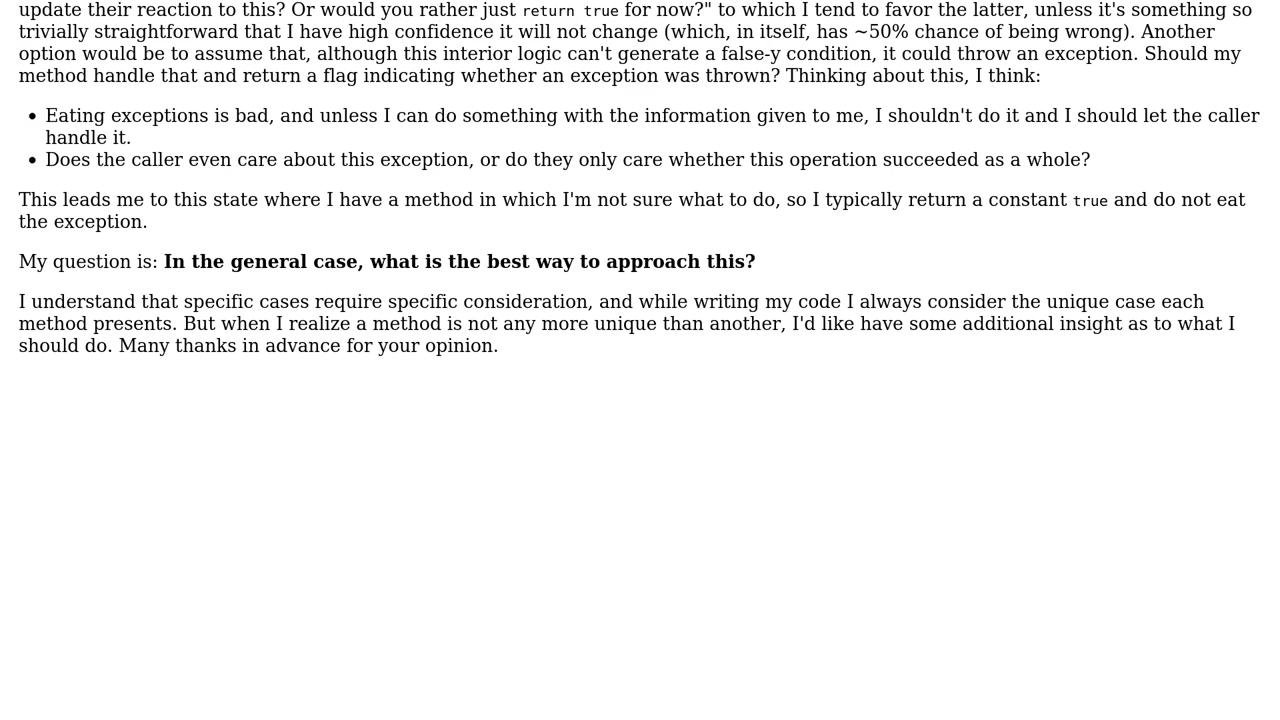 update their reaction to this? Or would you rather just return true for now?" to which I tend to favor the latter, unless it's something so
trivially straightforward that I have high confidence it will not change (which, in itself, has ~50% chance of being wrong). Another
option would be to assume that, although this interior logic can't generate a false-y condition, it could throw an exception. Should my
method handle that and return a flag indicating whether an exception was thrown? Thinking about this, I think:
• Eating exceptions is bad, and unless I can do something with the information given to me, I shouldn't do it and I should let the caller
handle it.
• Does the caller even care about this exception, or do they only care whether this operation succeeded as a whole?
This leads me to this state where I have a method in which I'm not sure what to do, so I typically return a constant true and do not eat
the exception.
My question is: In the general case, what is the best way to approach this?
I understand that specific cases require specific consideration, and while writing my code I always consider the unique case each
method presents. But when I realize a method is not any more unique than another, I'd like have some additional insight as to what I
should do. Many thanks in advance for your opinion.